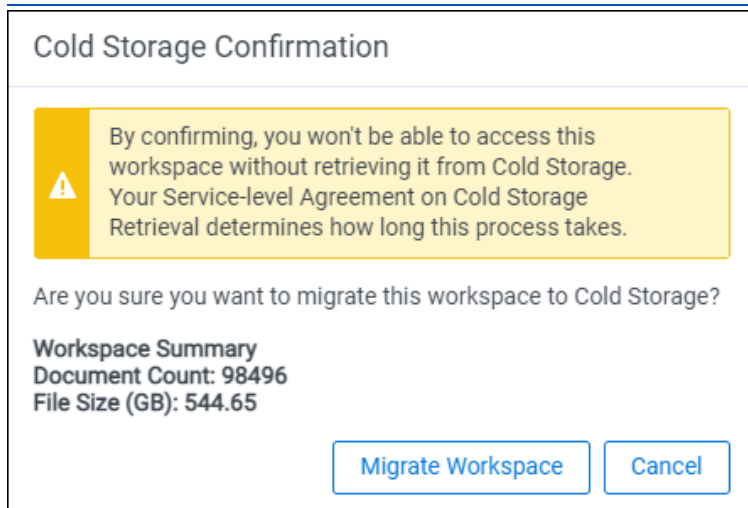 Cold Storage Confirmation
By confirming, you won't be able to access this
workspace without retrieving it from Cold Storage.
Your Service-level Agreement on Cold Storage
Retrieval determines how long this process takes.
Are you sure you want to migrate this workspace to Cold Storage?
Workspace Summary
Document Count: 98496
File Size (GB): 544.65
Migrate Workspace Cancel